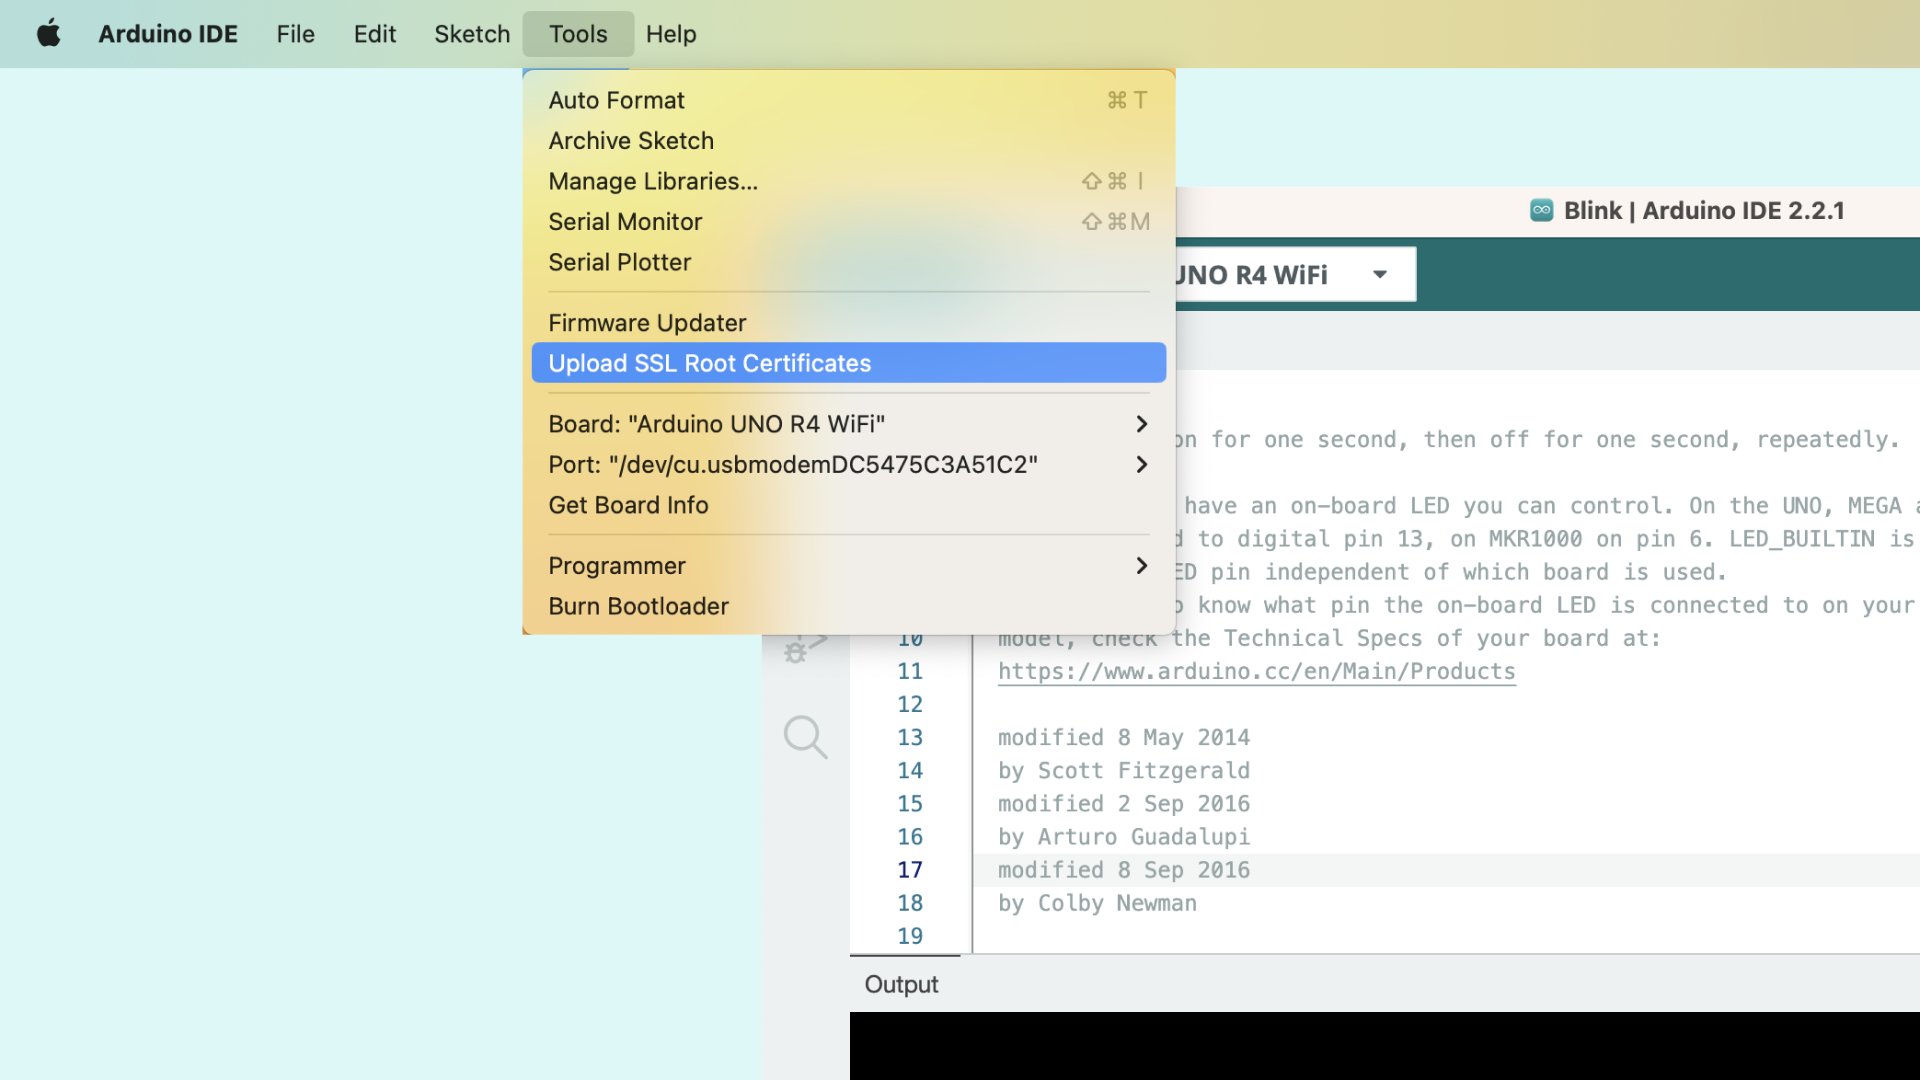 Arduino IDE File Edit Sketch Tools Help
Auto Format ⌘ T
Archive Sketch
Manage Libraries... ⇧⌘ I
Serial Monitor ⇧⌘M
Serial Plotter
Firmware Updater
Upload SSL Root Certificates
Board: "Arduino UNO R4 WiFi"
Port: "/dev/cu.usbmodemDC5475C3A51C2"
Get Board Info
Programmer
Burn Bootloader
Blink | Arduino IDE 2.2.1
UNO R4 WiFi
on for one second, then off for one second, repeatedly.
have an on-board LED you can control. On the UNO, MEGA
to digital pin 13, on MKR1000 on pin 6. LED_BUILTIN is
pin independent of which board is used.
know what pin the on-board LED is connected to on your
10 model, check the Technical Specs of your board at:
11 https://www.arduino.cc/en/Main/Products
12
13 modified 8 May 2014
14 by Scott Fitzgerald
15 modified 2 Sep 2016
16 by Arturo Guadalupi
17 modified 8 Sep 2016
18 by Colby Newman
19
Output